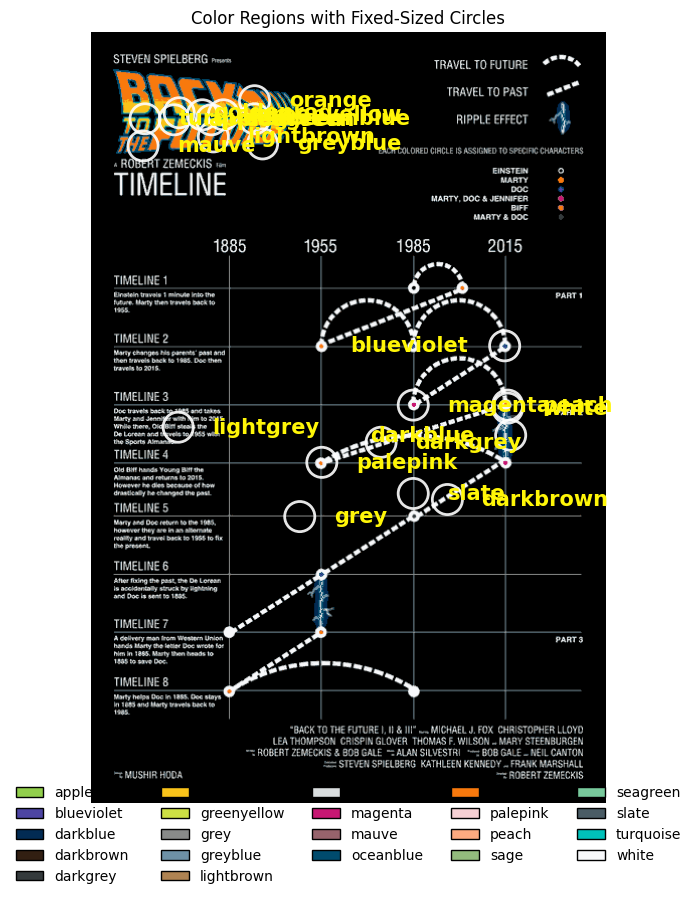 Color Regions with Fixed-Sized Circles
STEVEN SPIELBERG Presents
BACK
TO THE
A ROBERT ZEMECKIS Film
TIMELINE
TRAVEL TO FUTURE
TRAVEL TO PAST
RIPPLE EFFECT
EACH COLORED CIRCLE IS ASSIGNED TO SPECIFIC CHARACTERS
EINSTEIN
MARTY
DOC
MARTY, DOC & JENNIFER
BIFF
MARTY & DOC
orange
mauve
lightbrown
greyblue
1885 1955 1985 2015
TIMELINE 1
Einstein travels 1 minute into the
future. Marty then travels back to
1955.
PART 1
TIMELINE 2
Marty changes his parents' past and
then travels back to 1985. Doc then
travels to 2015.
blueviolet
TIMELINE 3
Doc travels back to 1985 and takes
Marty and Jennifer with him to 2015
While there, Old Biff steals the
De Lorean and travels to 1955 with
the Sports Almanac
magenta
peach
white
lightgrey
darkblue
darkgrey
TIMELINE 4
Old Biff hands Young Biff the
Almanac and returns to 2015.
However he dies because of how
drastically he changed the past.
palepink
slate
darkbrown
TIMELINE 5
Marty and Doc return to the 1985,
however they are in an alternate
reality and travel back to 1955 to fix
the present.
grey
TIMELINE 6
After fixing the past, the De Lorean
is accidentally struck by lightning
and Doc is sent to 1885.
TIMELINE 7
A delivery man from Western Union
hands Marty the letter Doc wrote for
him in 1885. Marty then heads to
1885 to save Doc.
PART 3
TIMELINE 8
Marty helps Doc in 1885. Doc stays
in 1885 and Marty travels back to
1985.
"BACK TO THE FUTURE I, II & III" MICHAEL J. FOX CHRISTOPHER LLOYD
LEA THOMPSON CRISPIN GLOVER THOMAS F. WILSON MARY STEENBURGEN
ROBERT ZEMECKIS & BOB GALE ALAN SILVESTRI BOB GALE NEIL CANTON
STEVEN SPIELBERG KATHLEEN KENNEDY FRANK MARSHALL
MUSHIR HODA
ROBERT ZEMECKIS
apple
blueviolet
darkblue
darkbrown
darkgrey
greenyellow
grey
greyblue
lightbrown
magenta
mauve
oceanblue
palepink
peach
sage
seagreen
slate
turquoise
white